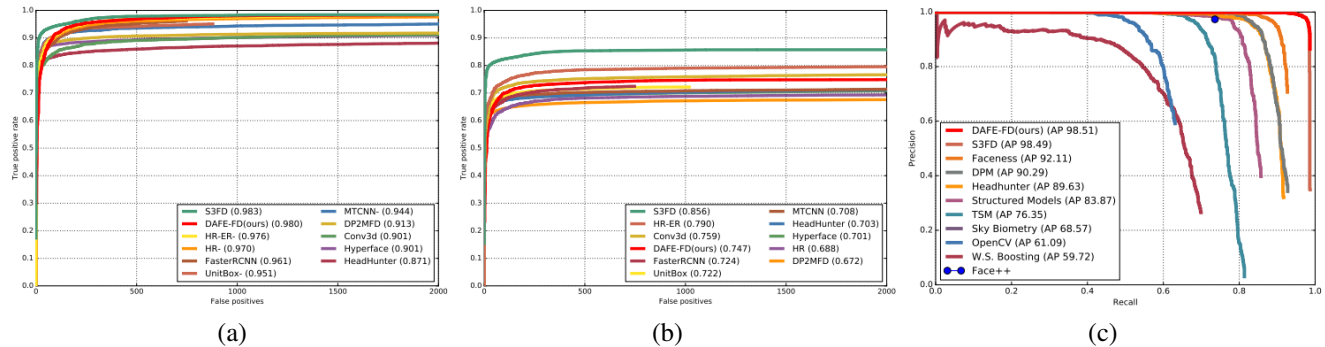 1.0
0.9
0.8
0.7
0.6
0.5
0.4
0.3
0.2
0.1
0.0
0 500 1000 1500 2000
True positive rate
False positives
S3FD (0.983)
DAFE-FD(ours) (0.980)
HR-ER- (0.976)
HR- (0.970)
FasterRCNN (0.961)
UnitBox- (0.951)
MTCNN- (0.944)
DP2MFD (0.913)
Conv3d (0.901)
Hyperface (0.901)
HeadHunter (0.871)
(a)
1.0
0.9
0.8
0.7
0.6
0.5
0.4
0.3
0.2
0.1
0.0
0 500 1000 1500 2000
True positive rate
False positives
S3FD (0.856)
HR-ER (0.790)
Conv3d (0.759)
DAFE-FD(ours) (0.747)
FasterRCNN (0.724)
UnitBox (0.722)
MTCNN (0.708)
HeadHunter (0.703)
Hyperface (0.701)
HR (0.688)
DP2MFD (0.672)
(b)
1.0
0.8
0.6
0.4
0.2
0.0
0.0 0.2 0.4 0.6 0.8 1.0
Precision
Recall
DAFE-FD(ours) (AP 98.51)
S3FD (AP 98.49)
Faceness (AP 92.11)
DPM (AP 90.29)
Headhunter (AP 89.63)
Structured Models (AP 83.87)
TSM (AP 76.35)
Sky Biometry (AP 68.57)
OpenCV (AP 61.09)
W.S. Boosting (AP 59.72)
Face++
(c)